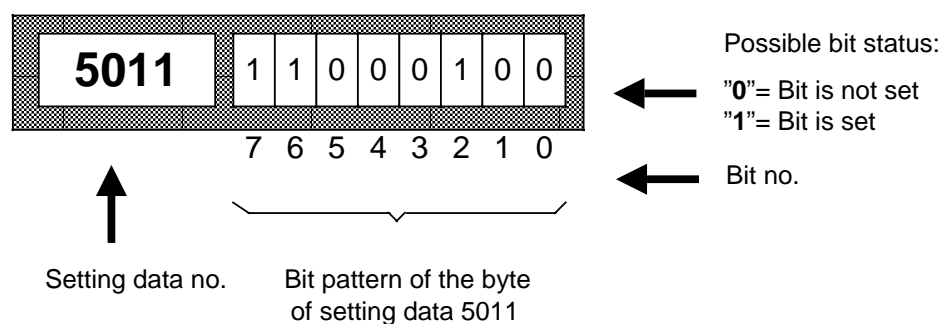 5011 1 1 0 0 0 1 0 0
7 6 5 4 3 2 1 0
Possible bit status:
”0”= Bit is not set
”1”= Bit is set
Bit no.
Setting data no.
Bit pattern of the byte
of setting data 5011